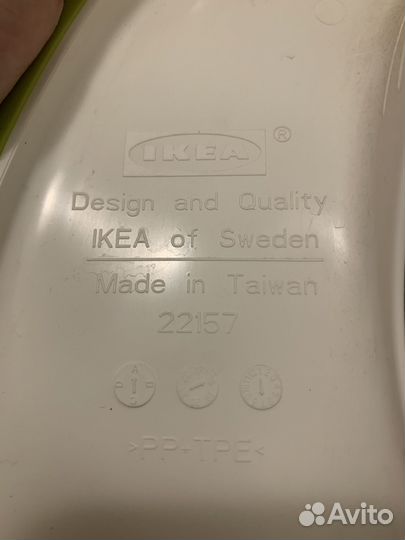 IKEA ®
Design and Quality
IKEA of Sweden
Made in Taiwan
22157
>PP+TPE<
Avito